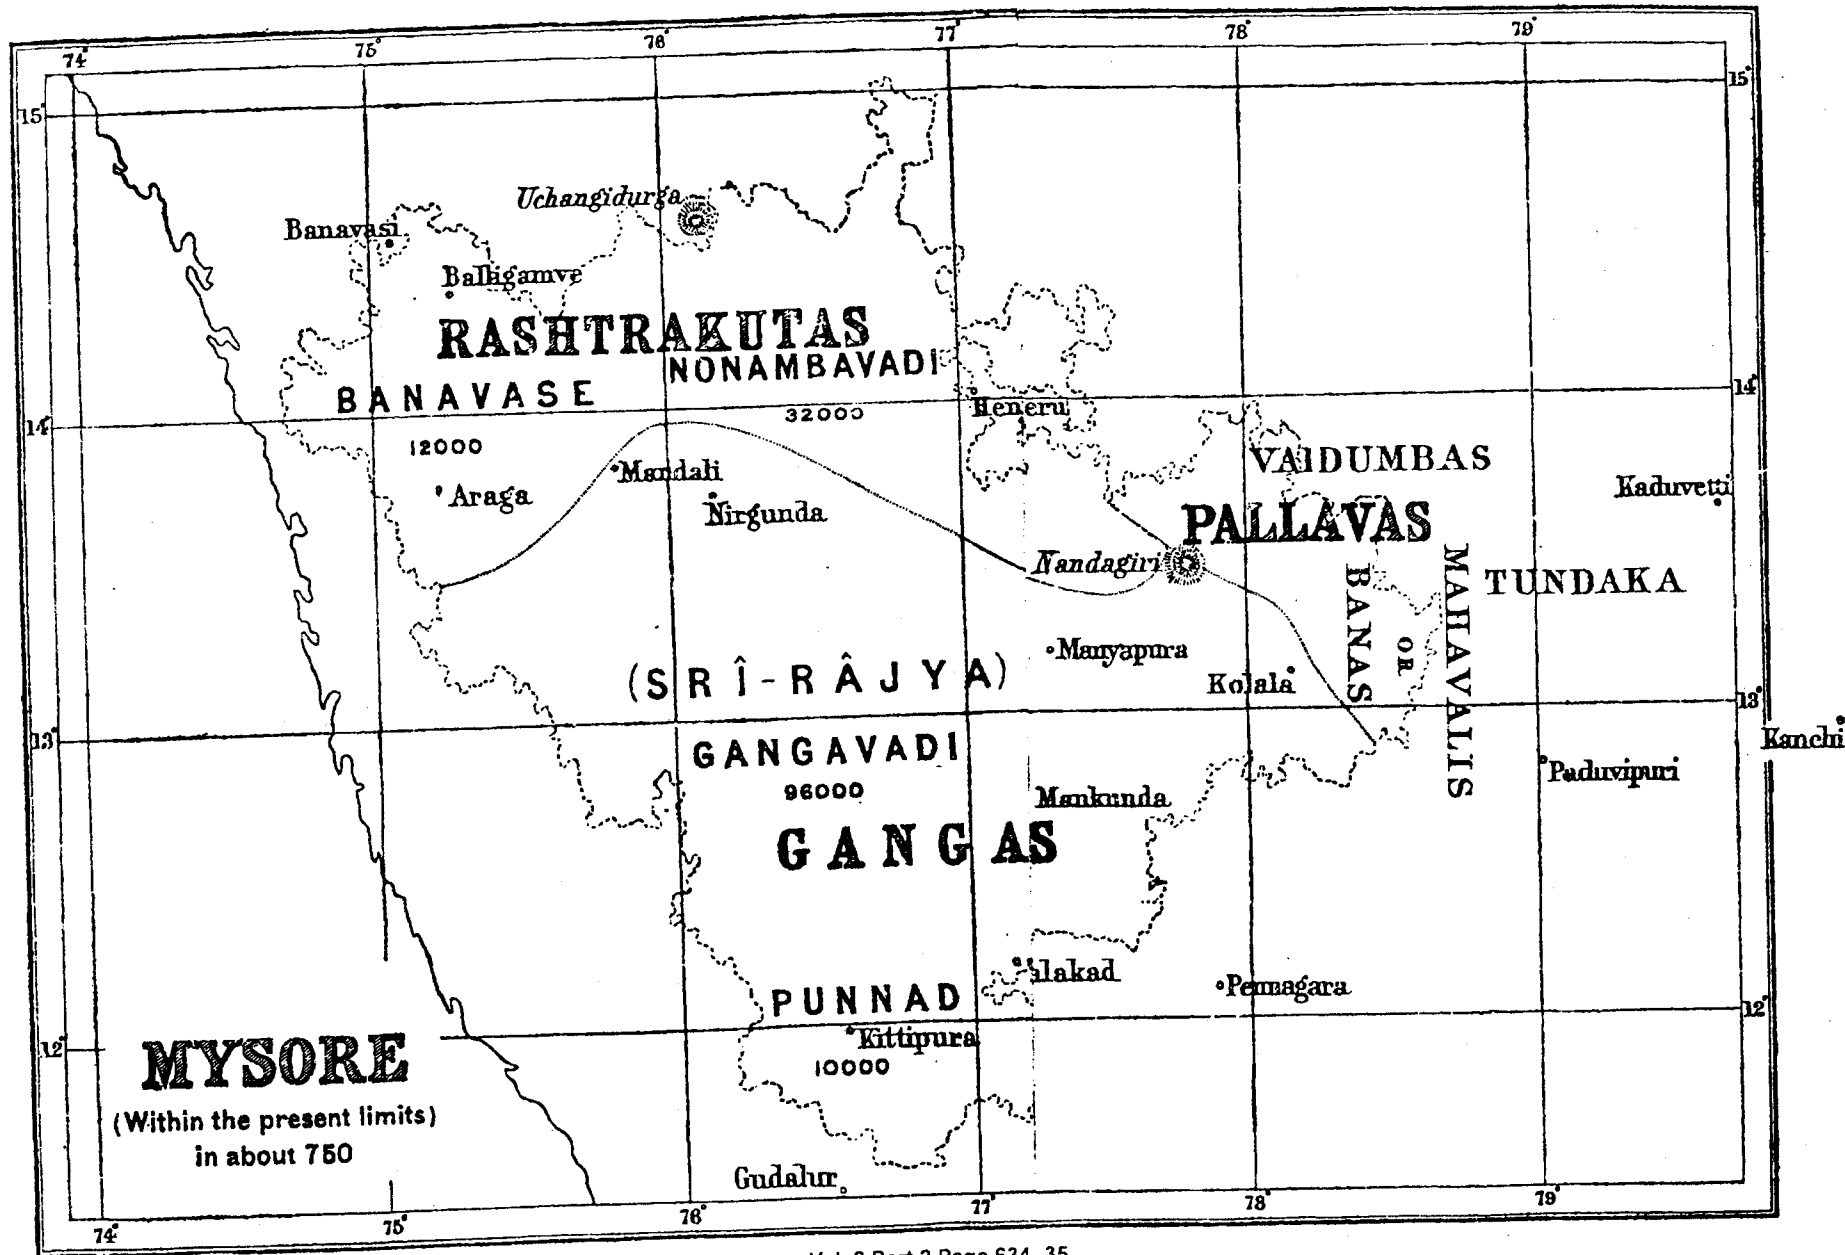 74° 75° 76° 77° 78° 79°
15° 15°
Uchangidurga
Banavasi
Balligamve
RASHTRAKUTAS
NONAMBAVADI
BANAVASE
32000
14° 14°
Heneru
12000
VAIDUMBAS
Mandali
Kaduvetti
Araga
Nirgunda
PALLAVAS
Nandagiri
TUNDAKA
BANAS
OR
MAHAVALIS
Manyapura
Kolala
(SRÎ-RÂJYA)
13° 13°
Kanchi
GANGAVADI
96000
Paduvipuri
Mankunda
GANGAS
alakad
Pennagara
PUNNAD
12° 12°
Kittipura
10000
MYSORE
(Within the present limits)
in about 750
Gudalur
74° 75° 76° 77° 78° 79°